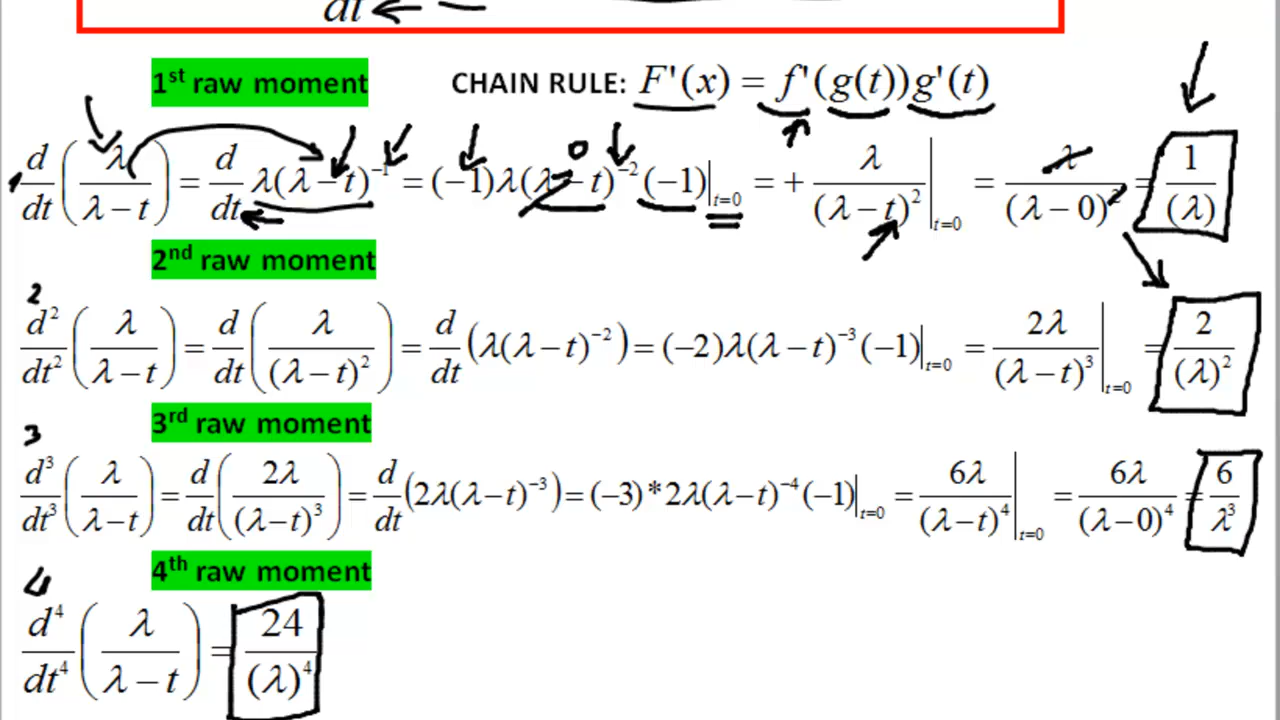 dt
1st raw moment CHAIN RULE: F'(x) = f'(g(t))g'(t)
d/dt (λ/(λ−t)) = d/dt λ(λ−t)^−1 = (−1)λ(λ−t)^−2(−1)|t=0 = + λ/(λ−t)^2 |t=0 = λ/(λ−0)^2 = 1/(λ)
0
2nd raw moment
2
d^2/dt^2 (λ/(λ−t)) = d/dt (λ/(λ−t)^2) = d/dt (λ(λ−t)^−2) = (−2)λ(λ−t)^−3(−1)|t=0 = 2λ/(λ−t)^3 |t=0 = 2/(λ)^2
3rd raw moment
3
d^3/dt^3 (λ/(λ−t)) = d/dt (2λ/(λ−t)^3) = d/dt (2λ(λ−t)^−3) = (−3)*2λ(λ−t)^−4(−1)|t=0 = 6λ/(λ−t)^4 |t=0 = 6λ/(λ−0)^4 = 6/λ^3
4th raw moment
4
d^4/dt^4 (λ/(λ−t)) = 24/(λ)^4